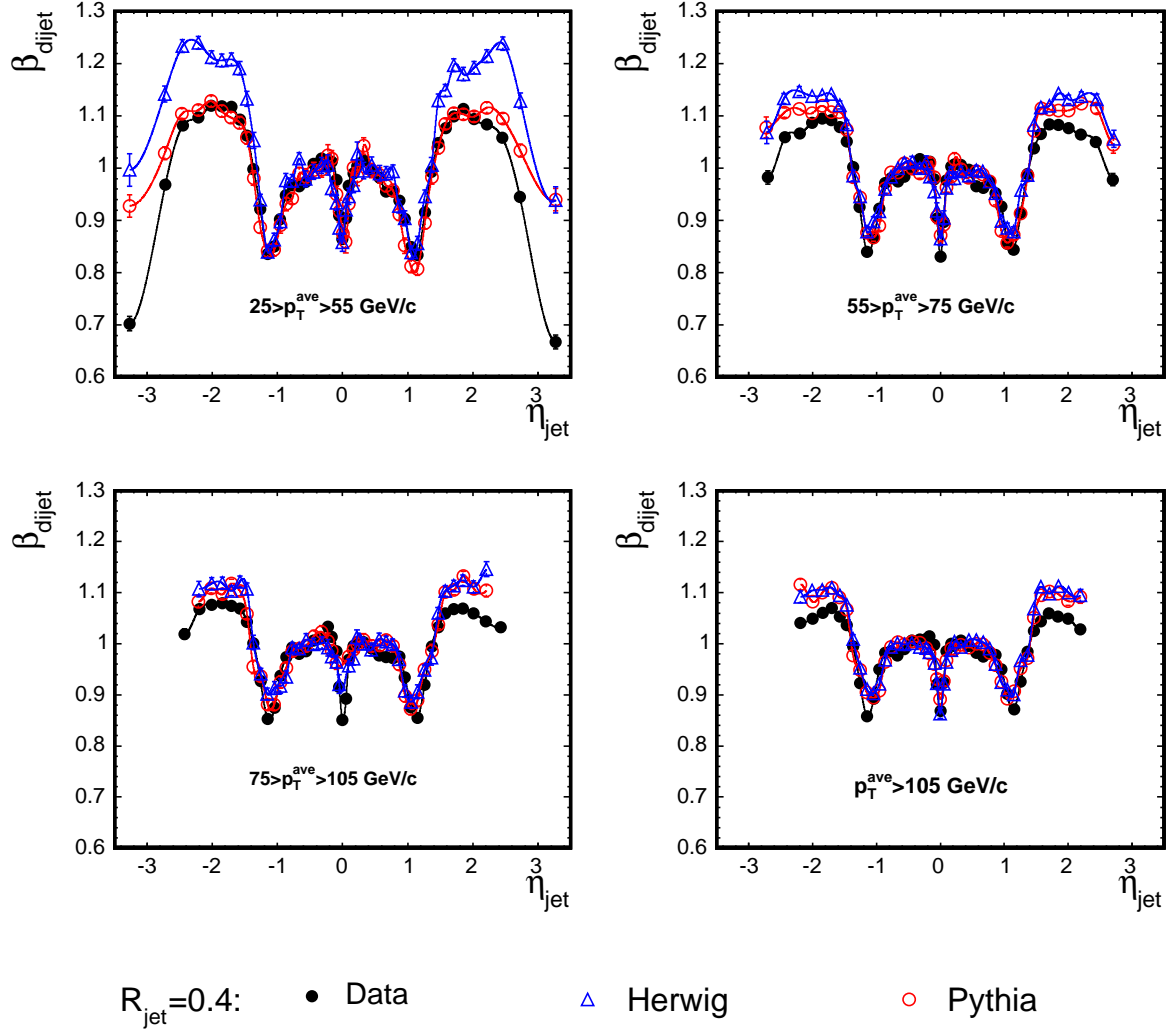 β_dijet
1.3
1.2
1.1
1
0.9
0.8
0.7
0.6
25>p_T^ave>55 GeV/c
-3 -2 -1 0 1 2 3
η_jet
β_dijet
1.3
1.2
1.1
1
0.9
0.8
0.7
0.6
55>p_T^ave>75 GeV/c
-3 -2 -1 0 1 2 3
η_jet
β_dijet
1.3
1.2
1.1
1
0.9
0.8
0.7
0.6
75>p_T^ave>105 GeV/c
-3 -2 -1 0 1 2 3
η_jet
β_dijet
1.3
1.2
1.1
1
0.9
0.8
0.7
0.6
p_T^ave>105 GeV/c
-3 -2 -1 0 1 2 3
η_jet
R_jet=0.4: Data Herwig Pythia